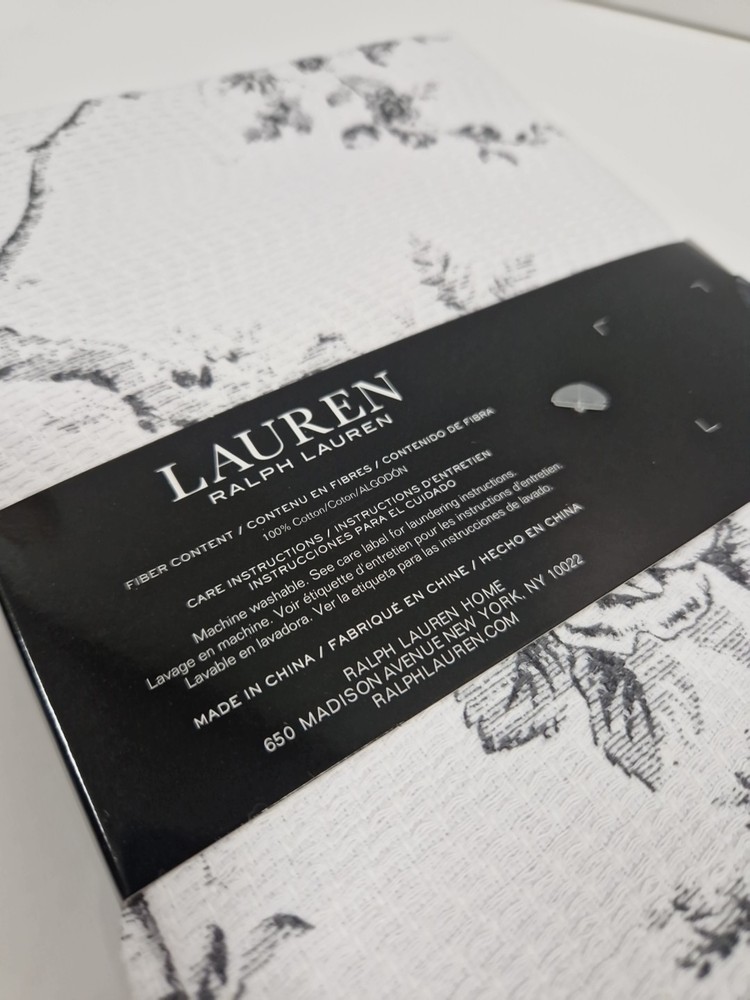 LAUREN
RALPH LAUREN
FIBER CONTENT / CONTENU EN FIBRES / CONTENIDO DE FIBRA
100% Cotton/Coton/ALGODÓN
CARE INSTRUCTIONS / INSTRUCTIONS D'ENTRETIEN
INSTRUCCIONES PARA EL CUIDADO
Machine washable. See care label for laundering instructions.
Lavage en machine. Voir étiquette d'entretien pour les instructions d'entretien.
Lavable en lavadora. Ver la etiqueta para las instrucciones de lavado.
MADE IN CHINA / FABRIQUÉ EN CHINE / HECHO EN CHINA
RALPH LAUREN HOME
650 MADISON AVENUE NEW YORK, NY 10022
RALPHLAUREN.COM